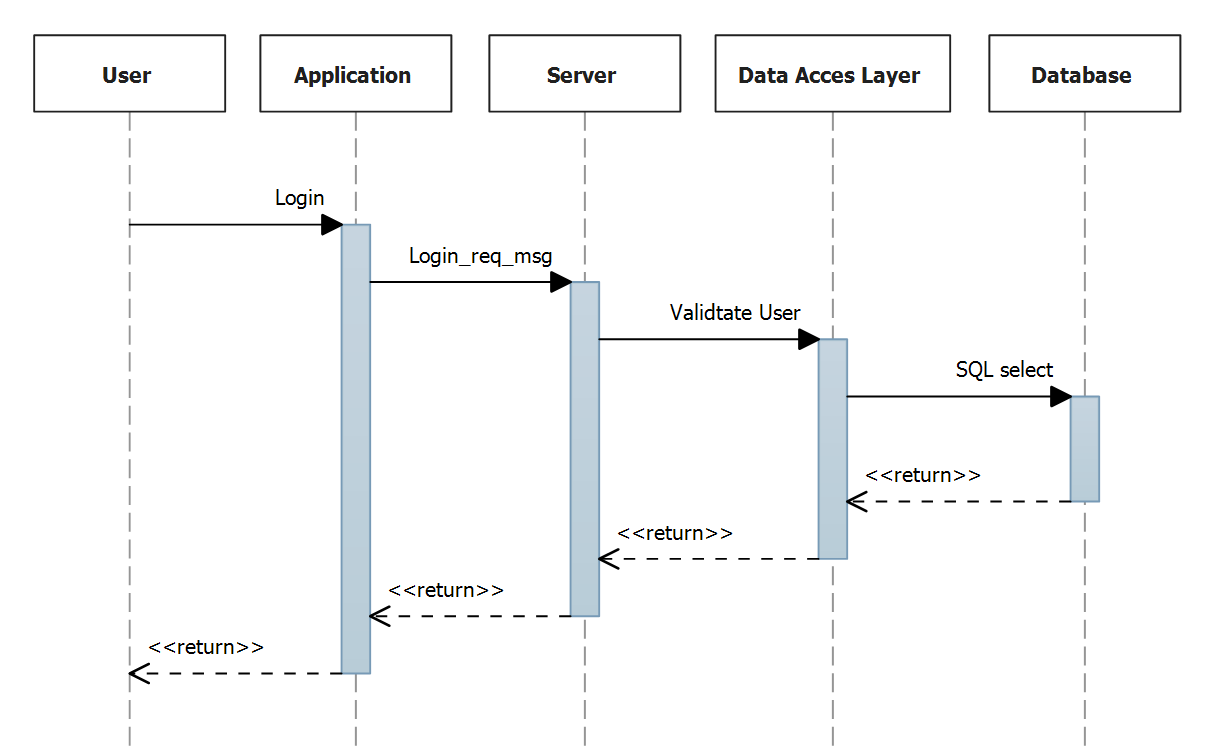 User
Application
Server
Data Acces Layer
Database
Login
Login_req_msg
Validtate User
SQL select
<<return>>
<<return>>
<<return>>
<<return>>